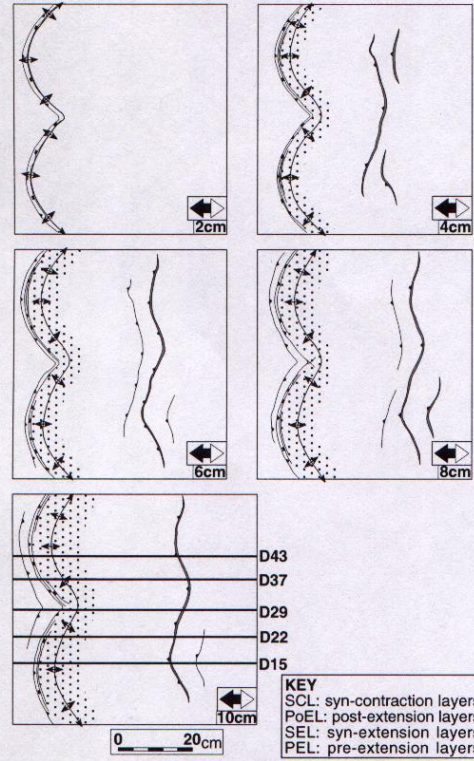 2cm
4cm
6cm
8cm
D43
D37
D29
D22
D15
10cm
0 20cm
KEY
SCL: syn-contraction layers
PoEL: post-extension layers
SEL: syn-extension layers
PEL: pre-extension layers